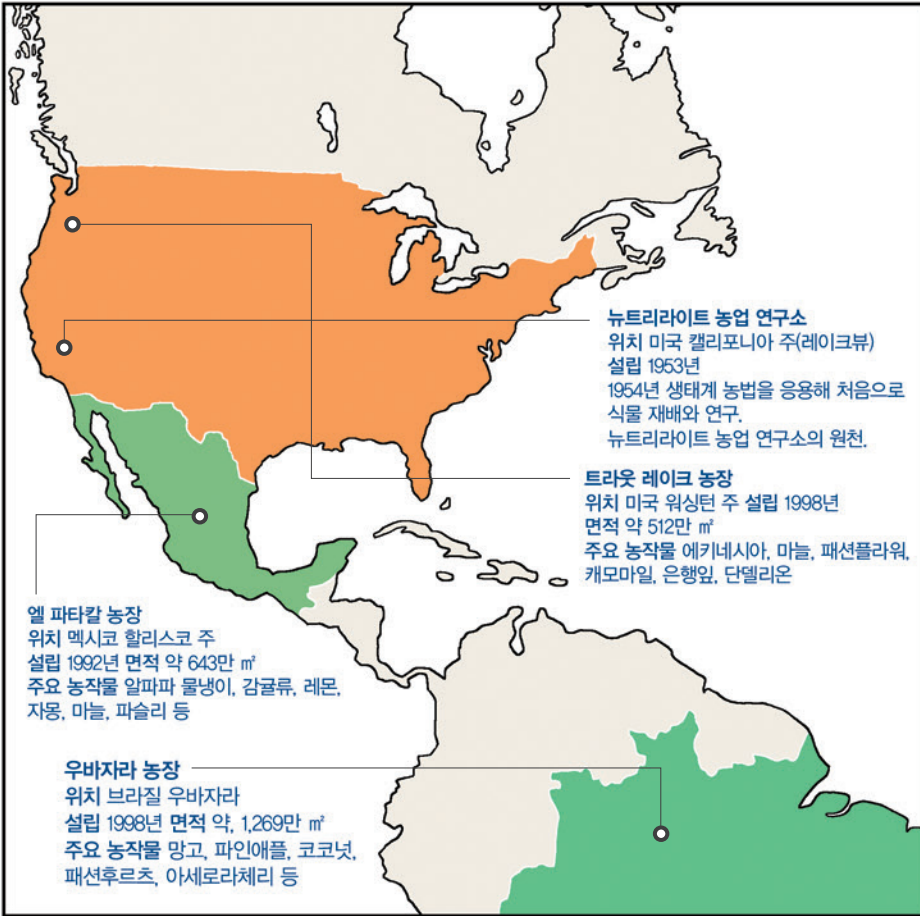 뉴트리라이트 농업 연구소
위치 미국 캘리포니아 주(레이크뷰)
설립 1953년
1954년 생태계 농법을 응용해 처음으로
식물 재배와 연구.
뉴트리라이트 농업 연구소의 원천.
트라웃 레이크 농장
위치 미국 워싱턴 주 설립 1998년
면적 약 512만 ㎡
주요 농작물 에키네시아, 마늘, 패션플라워,
캐모마일, 은행잎, 단델리온
엘 파타칼 농장
위치 멕시코 할리스코 주
설립 1992년 면적 약 643만 ㎡
주요 농작물 알파파 물냉이, 감귤류, 레몬,
자몽, 마늘, 파슬리 등
우바자라 농장
위치 브라질 우바자라
설립 1998년 면적 약, 1,269만 ㎡
주요 농작물 망고, 파인애플, 코코넛,
패션후르츠, 아세로라체리 등